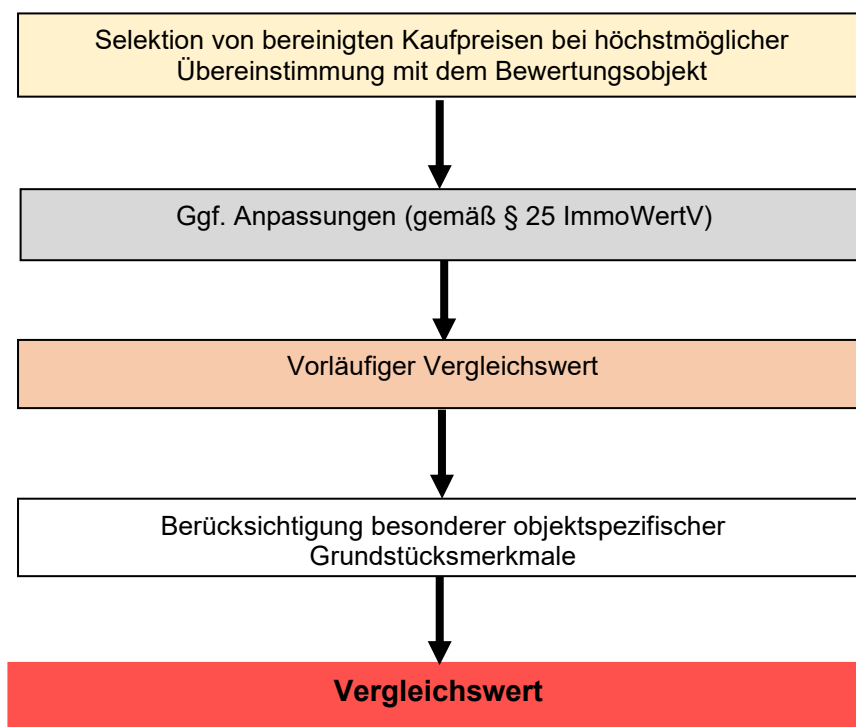 Selektion von bereinigten Kaufpreisen bei höchstmöglicher
Übereinstimmung mit dem Bewertungsobjekt
Ggf. Anpassungen (gemäß § 25 ImmoWertV)
Vorläufiger Vergleichswert
Berücksichtigung besonderer objektspezifischer
Grundstücksmerkmale
Vergleichswert